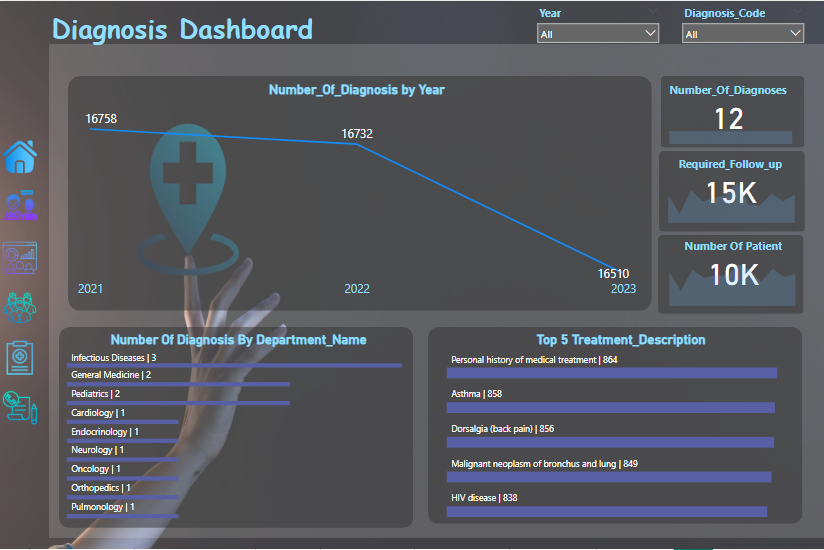 Diagnosis Dashboard
Year
All
Diagnosis_Code
All
Number_Of_Diagnosis by Year
16758
16732
16510
2021
2022
2023
Number_Of_Diagnoses
12
Required_Follow_up
15K
Number Of Patient
10K
Number Of Diagnosis By Department_Name
Infectious Diseases | 3
General Medicine | 2
Pediatrics | 2
Cardiology | 1
Endocrinology | 1
Neurology | 1
Oncology | 1
Orthopedics | 1
Pulmonology | 1
Top 5 Treatment_Description
Personal history of medical treatment | 864
Asthma | 858
Dorsalgia (back pain) | 856
Malignant neoplasm of bronchus and lung | 849
HIV disease | 838